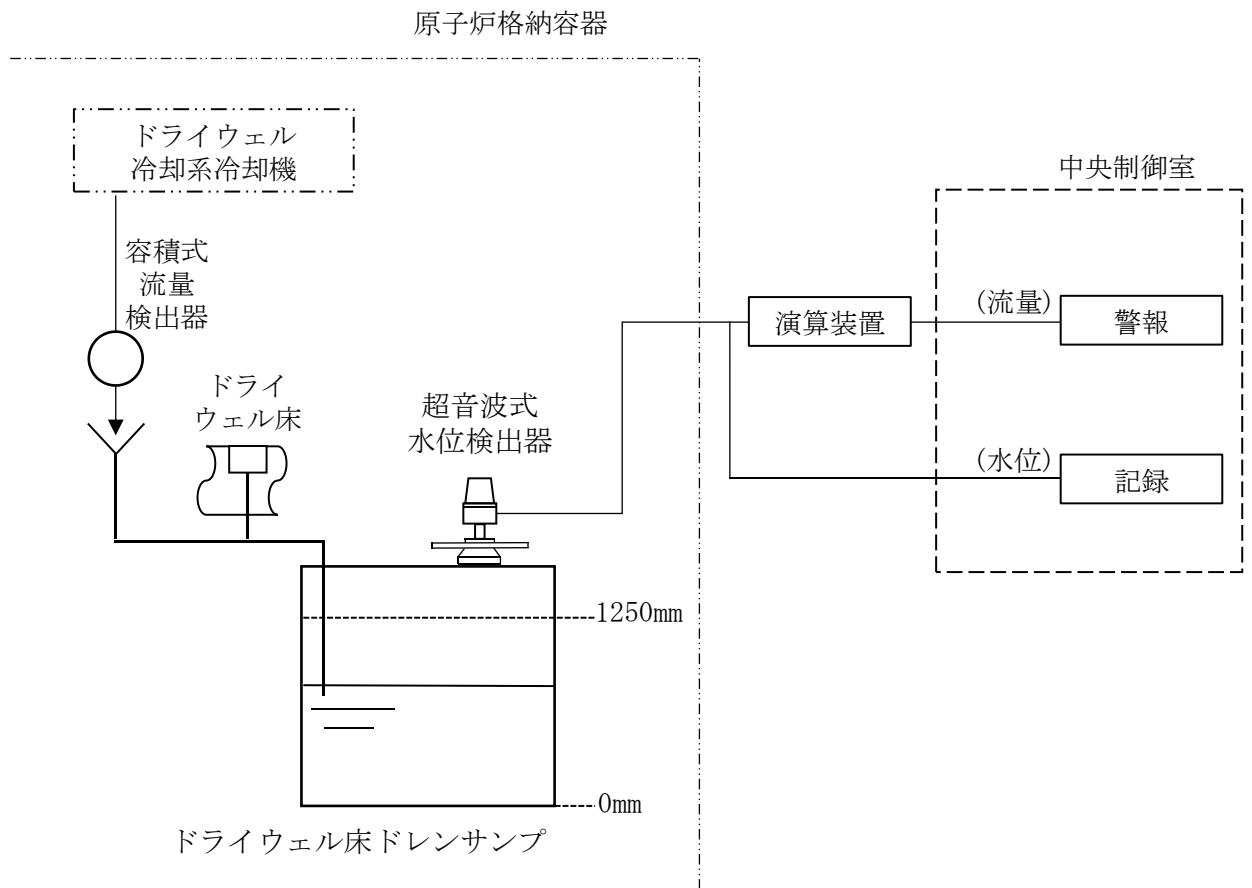 原子炉格納容器
ドライウェル
冷却系冷却機
中央制御室
容積式
流量
検出器
(流量)
演算装置
警報
ドライ
ウェル床
超音波式
水位検出器
(水位)
記録
1250mm
0mm
ドライウェル床ドレンサンプ